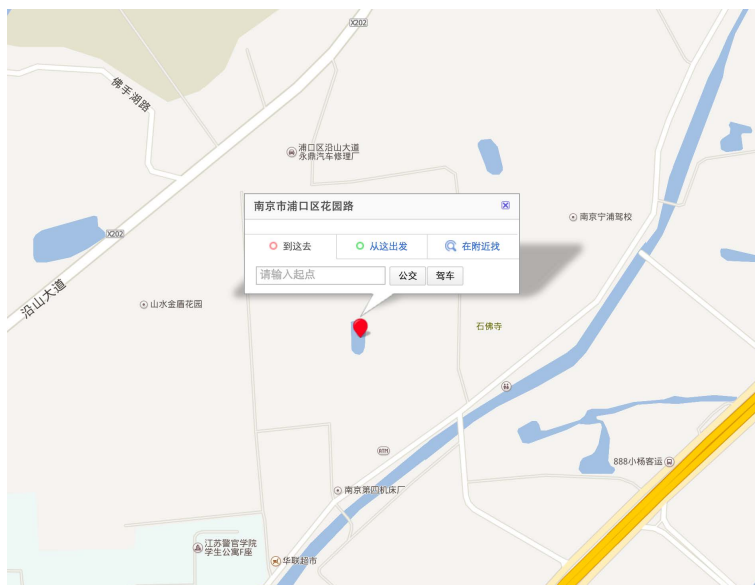 X202
佛手湖路
浦口区沿山大道
永鼎汽车修理厂
南京市浦口区花园路
南京宁浦驾校
X202
到这去
从这出发
在附近找
请输入起点
公交
驾车
沿山大道
山水金盾花园
石佛寺
ATM
888小杨客运
南京第四机床厂
江苏警官学院
学生公寓F座
华联超市